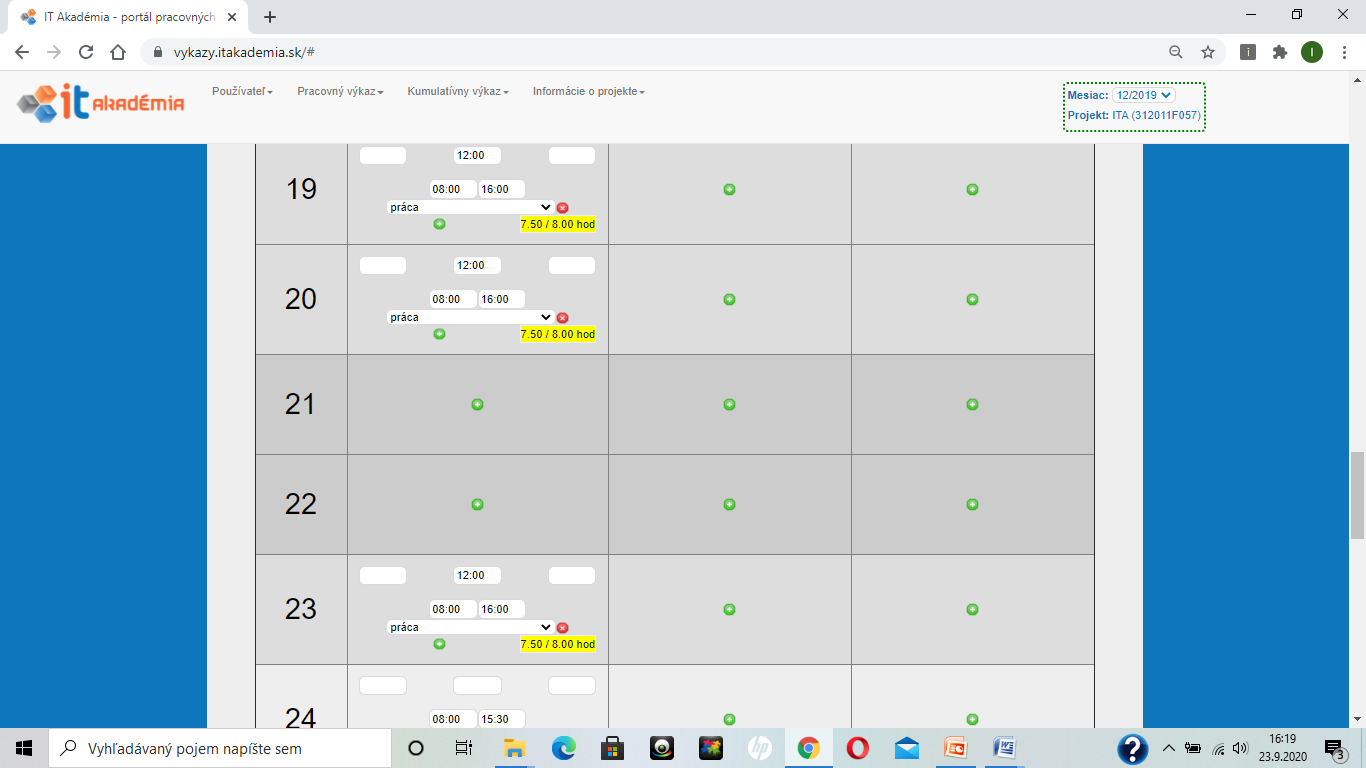 IT Akadémia - portál pracovných
vykazy.itakademia.sk/#
it akadémia
Používateľ
Pracovný výkaz
Kumulatívny výkaz
Informácie o projekte
Mesiac: 12/2019
Projekt: ITA (312011F057)
12:00
19
08:00 16:00
práca
7.50 / 8.00 hod
12:00
20
08:00 16:00
práca
7.50 / 8.00 hod
21
22
12:00
23
08:00 16:00
práca
7.50 / 8.00 hod
24
08:00 15:30
Vyhľadávaný pojem napíšte sem
16:19
23.9.2020
3